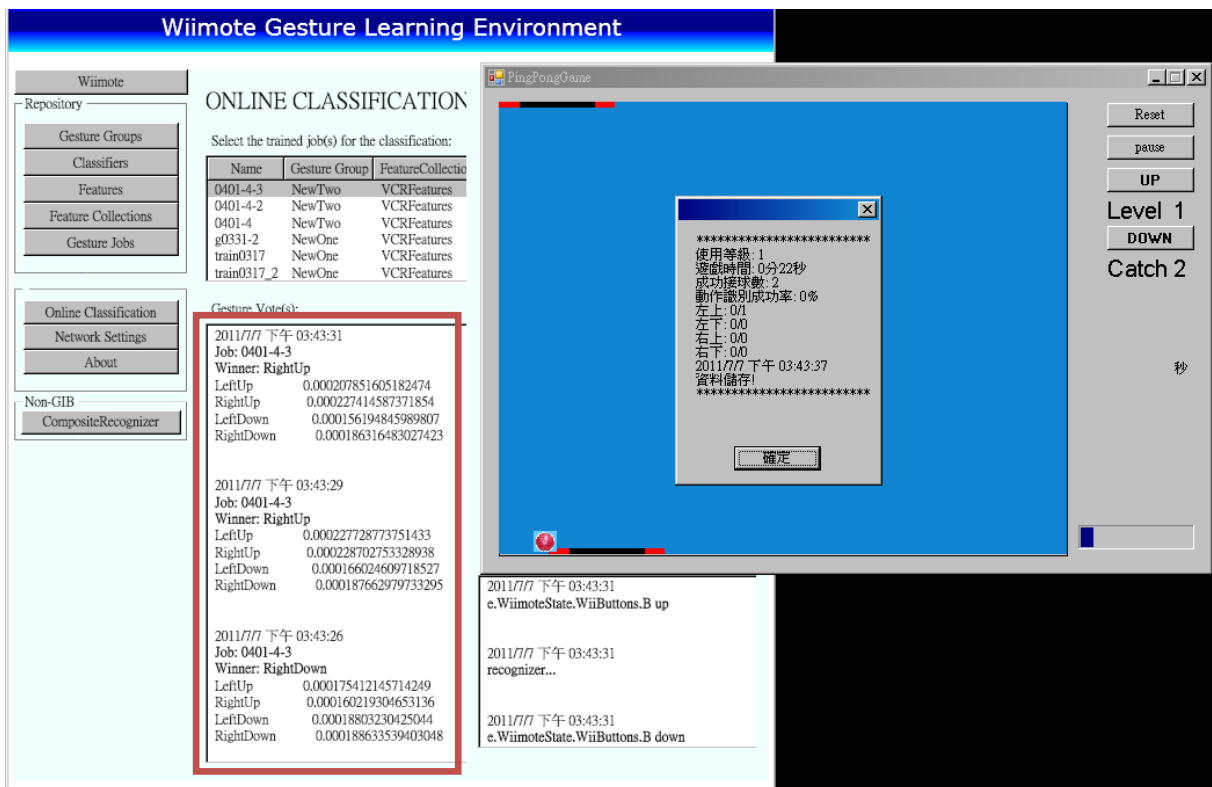 Wiimote Gesture Learning Environment
Wiimote
Repository
Gesture Groups
Classifiers
Features
Feature Collections
Gesture Jobs
Online Classification
Network Settings
About
Non-GIB
CompositeRecognizer
ONLINE CLASSIFICATION
Select the trained job(s) for the classification:
Name Gesture Group FeatureCollectio
0401-4-3 NewTwo VCRFeatures
0401-4-2 NewTwo VCRFeatures
0401-4 NewTwo VCRFeatures
g0331-2 NewOne VCRFeatures
train0317 NewOne VCRFeatures
train0317_2 NewOne VCRFeatures
Gesture Vote(s):
2011/7/7 下午 03:43:31
Job: 0401-4-3
Winner: RightUp
LeftUp 0.000207851605182474
RightUp 0.000227414587371854
LeftDown 0.000156194845989807
RightDown 0.000186316483027423
2011/7/7 下午 03:43:29
Job: 0401-4-3
Winner: RightUp
LeftUp 0.000227728773751433
RightUp 0.000228702753328938
LeftDown 0.000166024609718527
RightDown 0.000187662979733295
2011/7/7 下午 03:43:26
Job: 0401-4-3
Winner: RightDown
LeftUp 0.000175412145714249
RightUp 0.000160219304653136
LeftDown 0.00018803230425044
RightDown 0.000188633539403048
PingPongGame
Reset
pause
UP
Level 1
DOWN
Catch 2
秒
*************************
使用等級: 1
遊戲時間: 0分22秒
成功接球數: 2
動作識別成功率: 0%
左上: 0/1
左下: 0/0
右上: 0/0
右下: 0/0
2011/7/7 下午 03:43:37
資料儲存!
*************************
確定
2011/7/7 下午 03:43:31
e.WiimoteState.WiiButtons.B up
2011/7/7 下午 03:43:31
recognizer...
2011/7/7 下午 03:43:31
e.WiimoteState.WiiButtons.B down